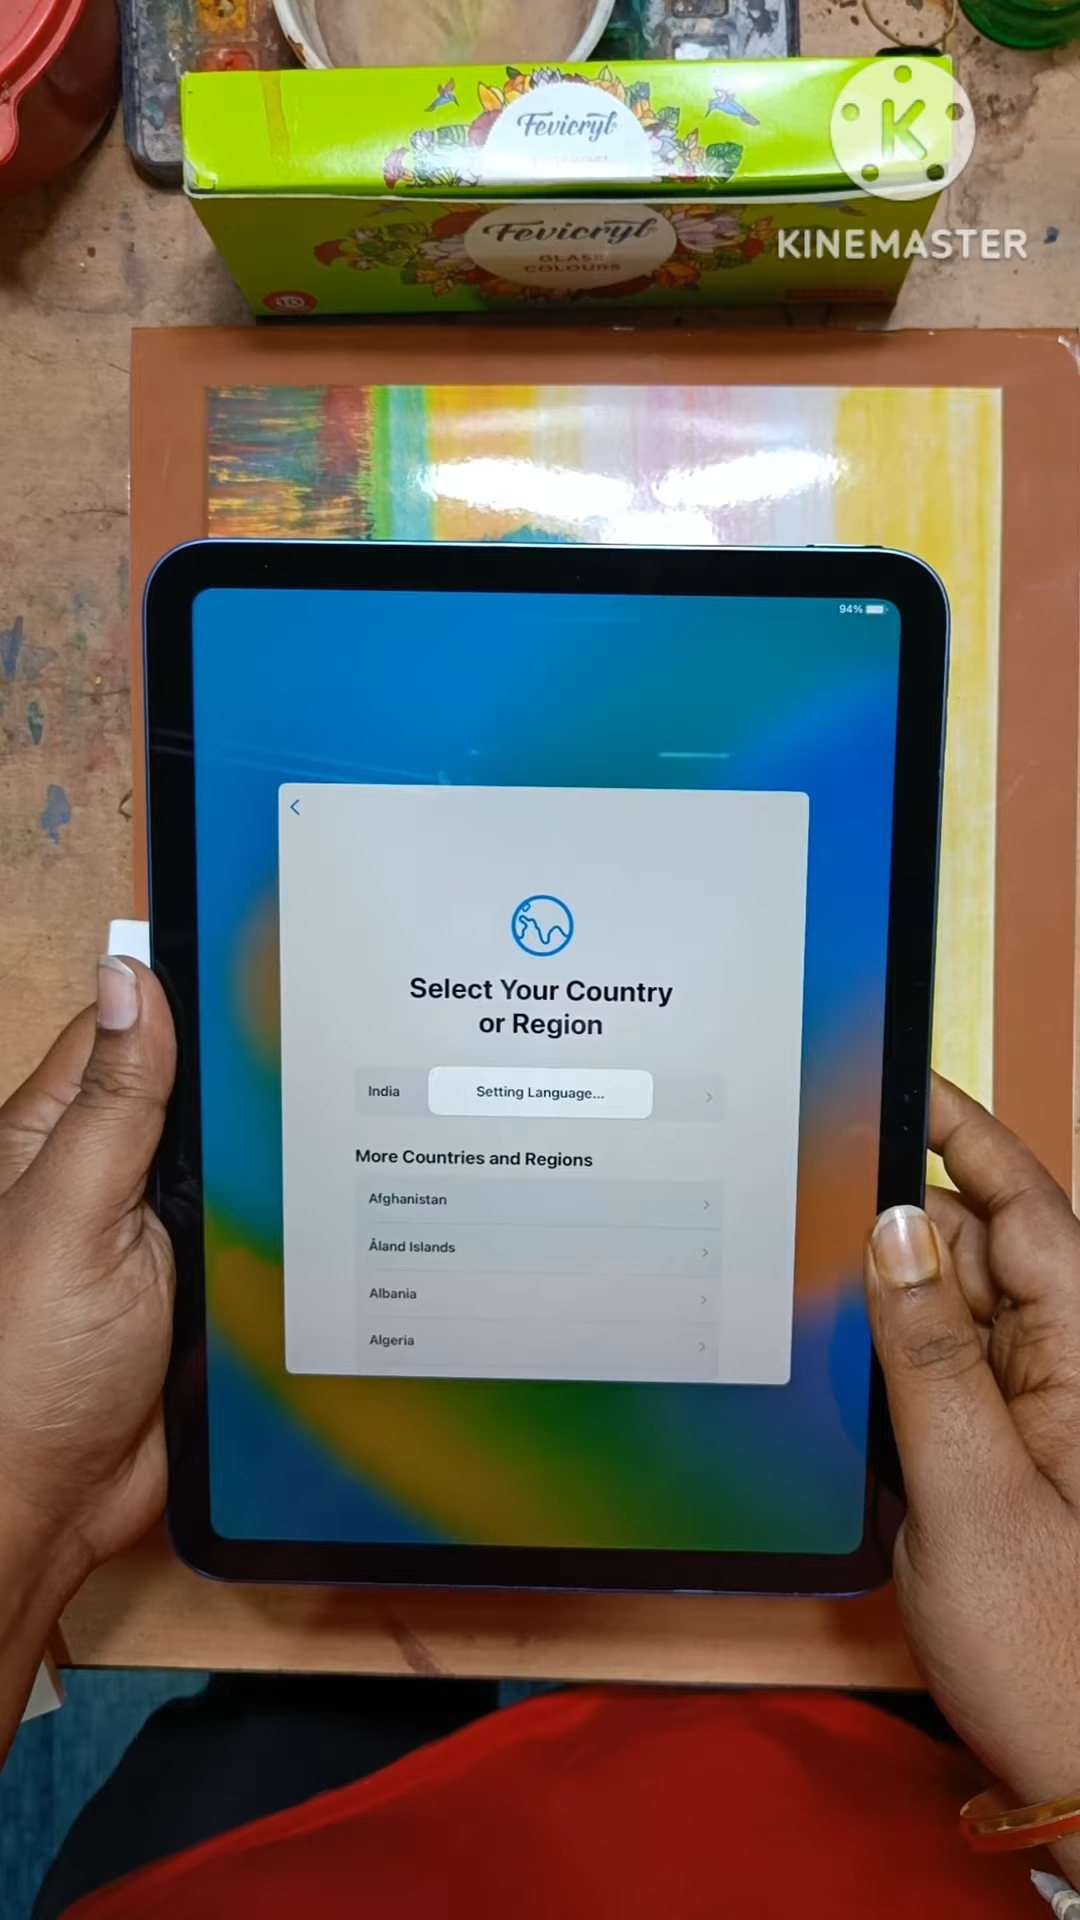 Fevicryl
Fevicryl
GLASS
COLOURS
K
KINEMASTER
94%
Select Your Country
or Region
India
Setting Language...
More Countries and Regions
Afghanistan
Åland Islands
Albania
Algeria